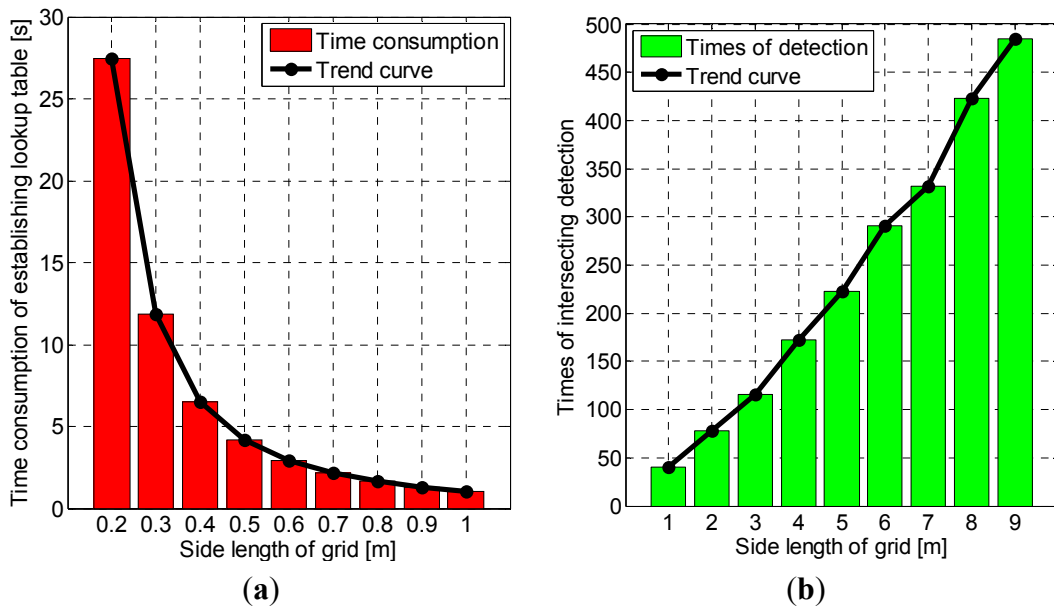 Time consumption of establishing lookup table [s]
30
25
20
15
10
5
0
Time consumption
Trend curve
0.2 0.3 0.4 0.5 0.6 0.7 0.8 0.9 1
Side length of grid [m]
(a)
Times of intersecting detection
500
450
400
350
300
250
200
150
100
50
0
Times of detection
Trend curve
1 2 3 4 5 6 7 8 9
Side length of grid [m]
(b)